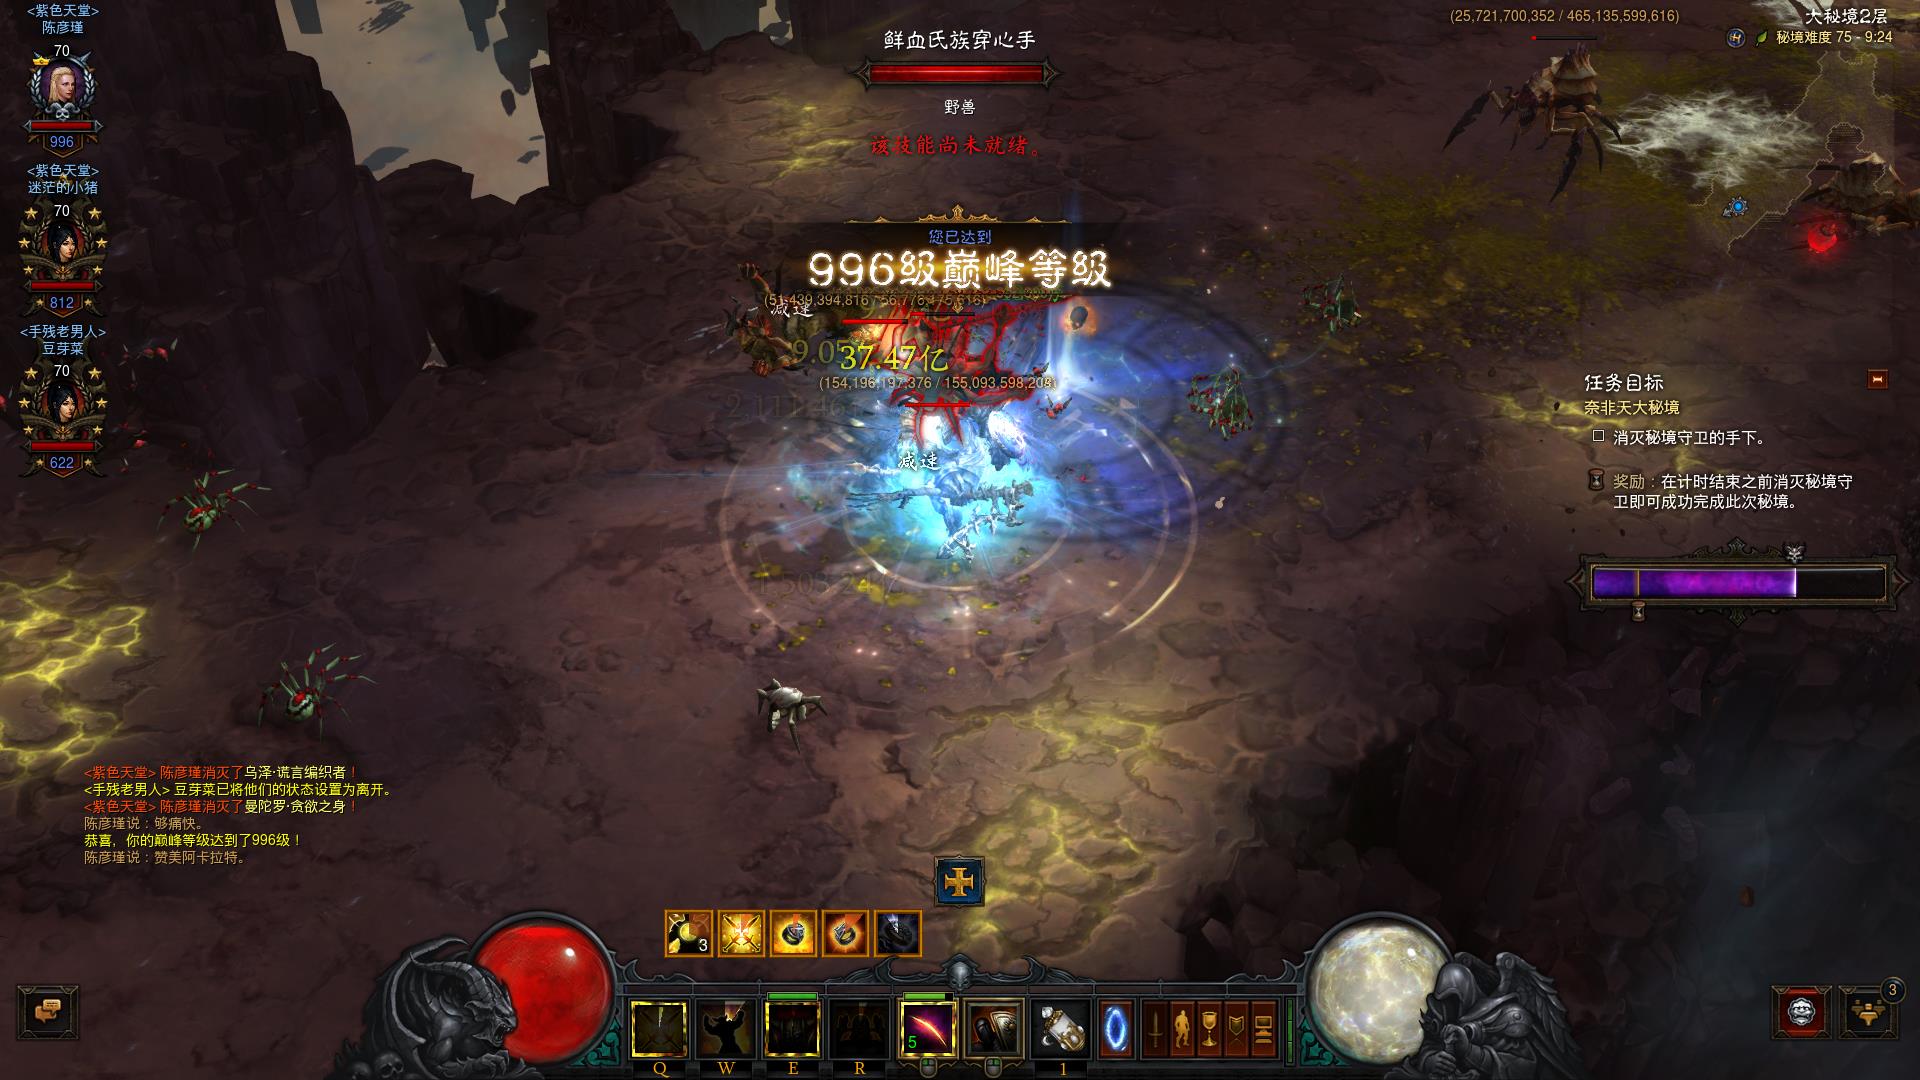 <紫色天堂>
陈彦瑾
70
996
<紫色天堂>
迷茫的小猪
70
812
<手残老男人>
豆芽菜
70
622
鲜血氏族穿心手
野兽
该技能尚未就绪。
(25,721,700,352 / 465,135,599,616)
大秘境2层
秘境难度 75 - 9:24
您已达到
996级巅峰等级
减速
37.47亿
减速
任务目标
奈非天大秘境
消灭秘境守卫的手下。
奖励：在计时结束之前消灭秘境守
卫即可成功完成此次秘境。
<紫色天堂> 陈彦瑾消灭了乌泽·谎言编织者！
<手残老男人> 豆芽菜已将他们的状态设置为离开。
<紫色天堂> 陈彦瑾消灭了曼陀罗·贪欲之身！
陈彦瑾说：够痛快。
恭喜，你的巅峰等级达到了996级！
陈彦瑾说：赞美阿卡拉特。
3
5
Q W E R 1
3